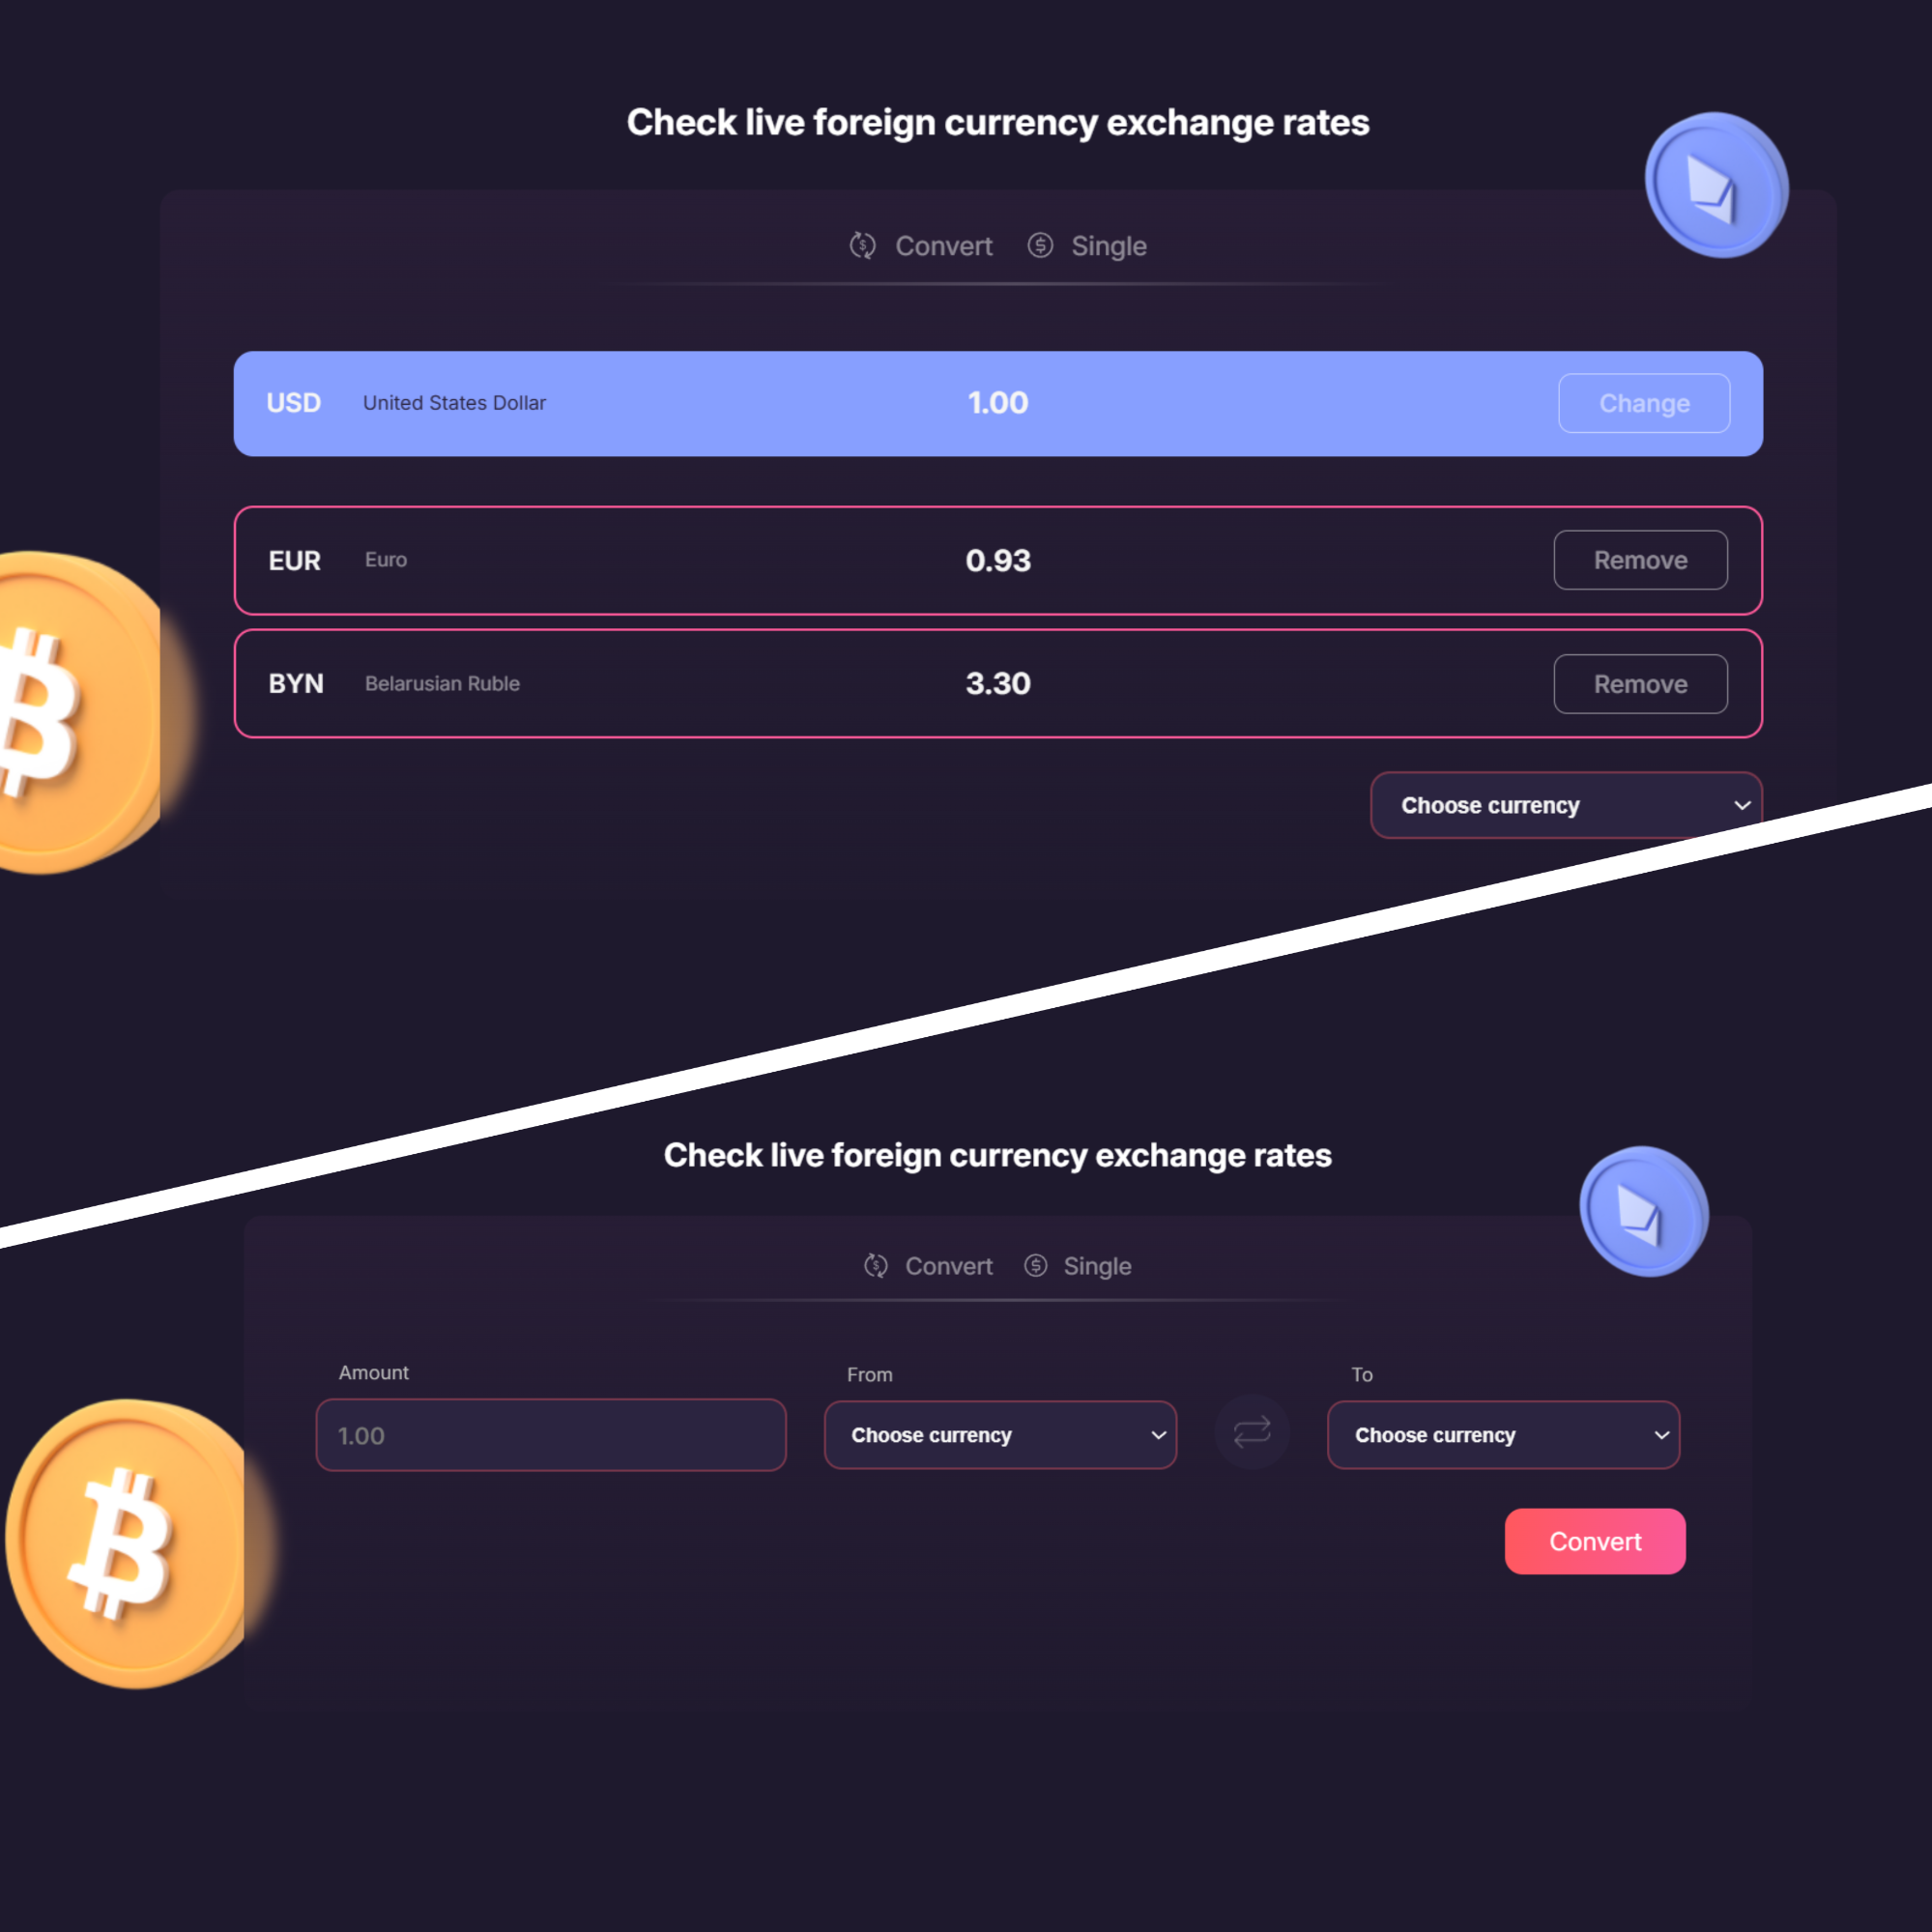 Check live foreign currency exchange rates
Convert Single
USD United States Dollar 1.00 Change
EUR Euro 0.93 Remove
BYN Belarusian Ruble 3.30 Remove
Choose currency
Check live foreign currency exchange rates
Convert Single
Amount From To
1.00 Choose currency Choose currency
Convert